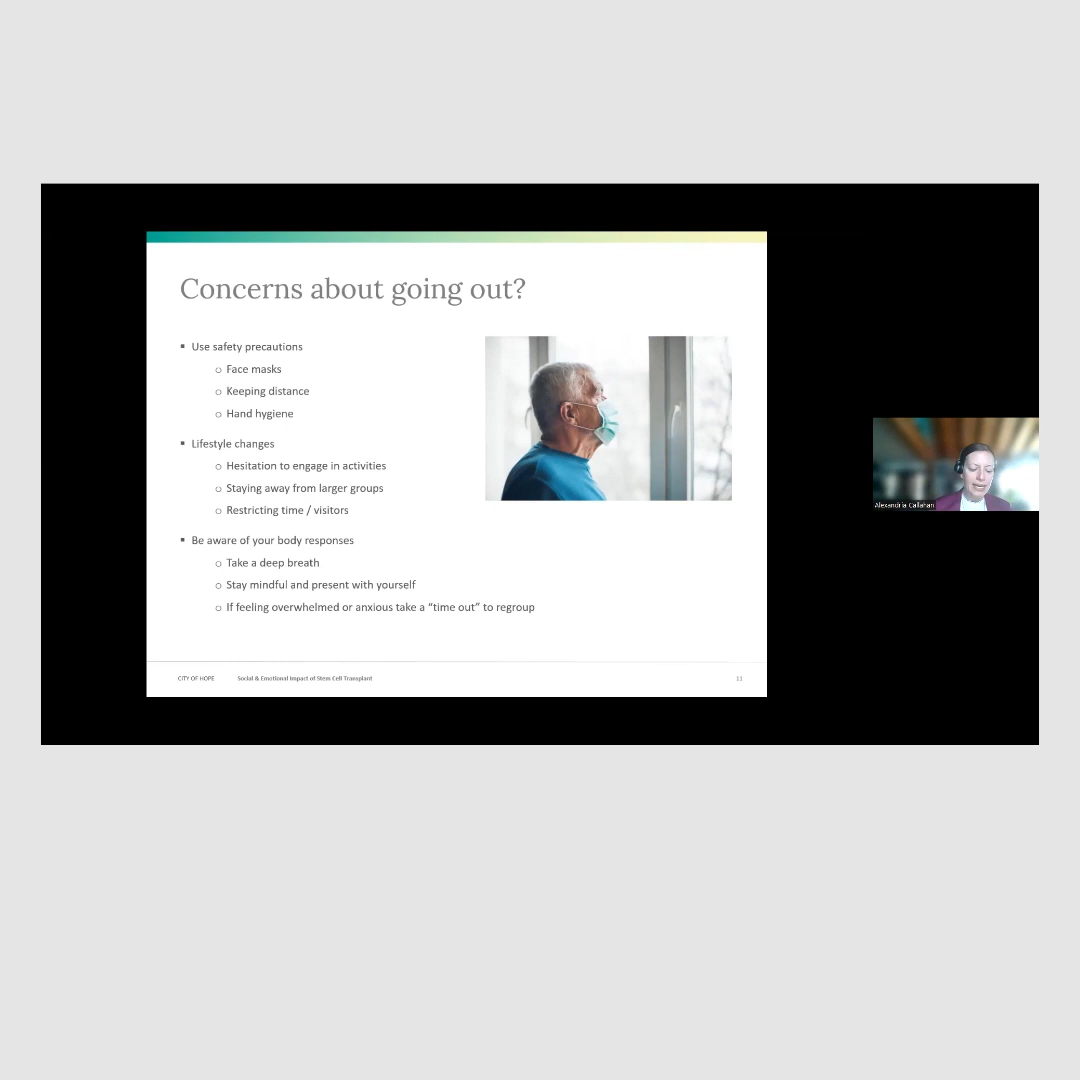 Concerns about going out?
▪ Use safety precautions
o Face masks
o Keeping distance
o Hand hygiene
▪ Lifestyle changes
o Hesitation to engage in activities
o Staying away from larger groups
o Restricting time / visitors
▪ Be aware of your body responses
o Take a deep breath
o Stay mindful and present with yourself
o If feeling overwhelmed or anxious take a “time out” to regroup
CITY OF HOPE Social & Emotional Impact of Stem Cell Transplant 11
Alexandria Callahan